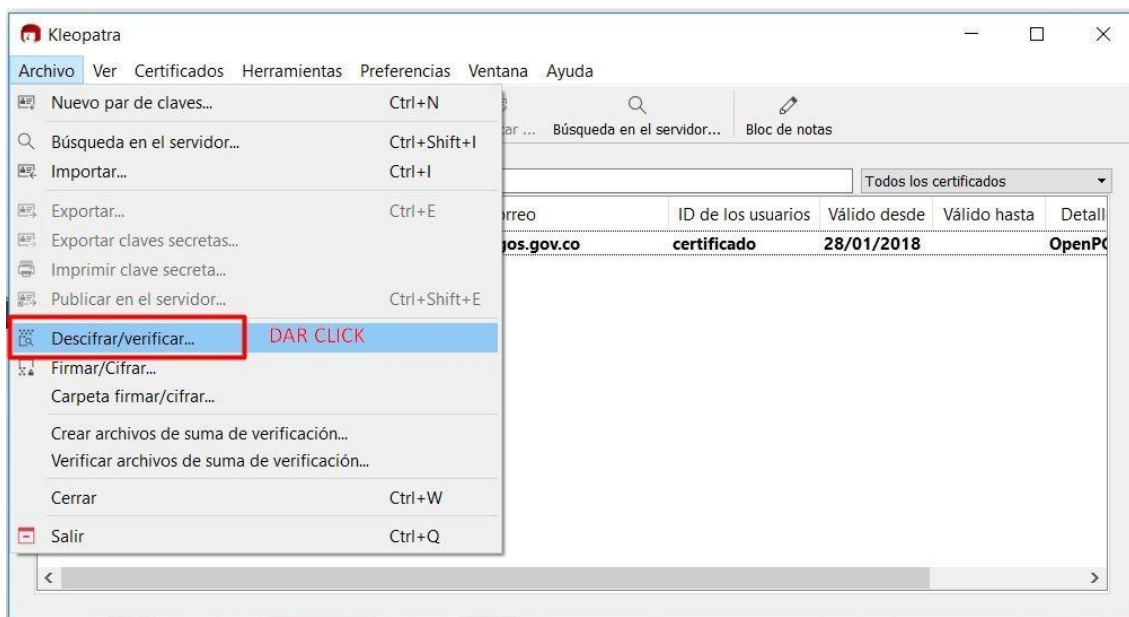 Kleopatra
Archivo Ver Certificados Herramientas Preferencias Ventana Ayuda
Nuevo par de claves... Ctrl+N
ar ... Búsqueda en el servidor... Bloc de notas
Búsqueda en el servidor... Ctrl+Shift+I
Importar... Ctrl+I
Todos los certificados
Exportar... Ctrl+E
rreo ID de los usuarios Válido desde Válido hasta Detall
Exportar claves secretas...
jos.gov.co certificado 28/01/2018 OpenP
Imprimir clave secreta...
Publicar en el servidor... Ctrl+Shift+E
Descifrar/verificar... DAR CLICK
Firmar/Cifrar...
Carpeta firmar/cifrar...
Crear archivos de suma de verificación...
Verificar archivos de suma de verificación...
Cerrar Ctrl+W
Salir Ctrl+Q